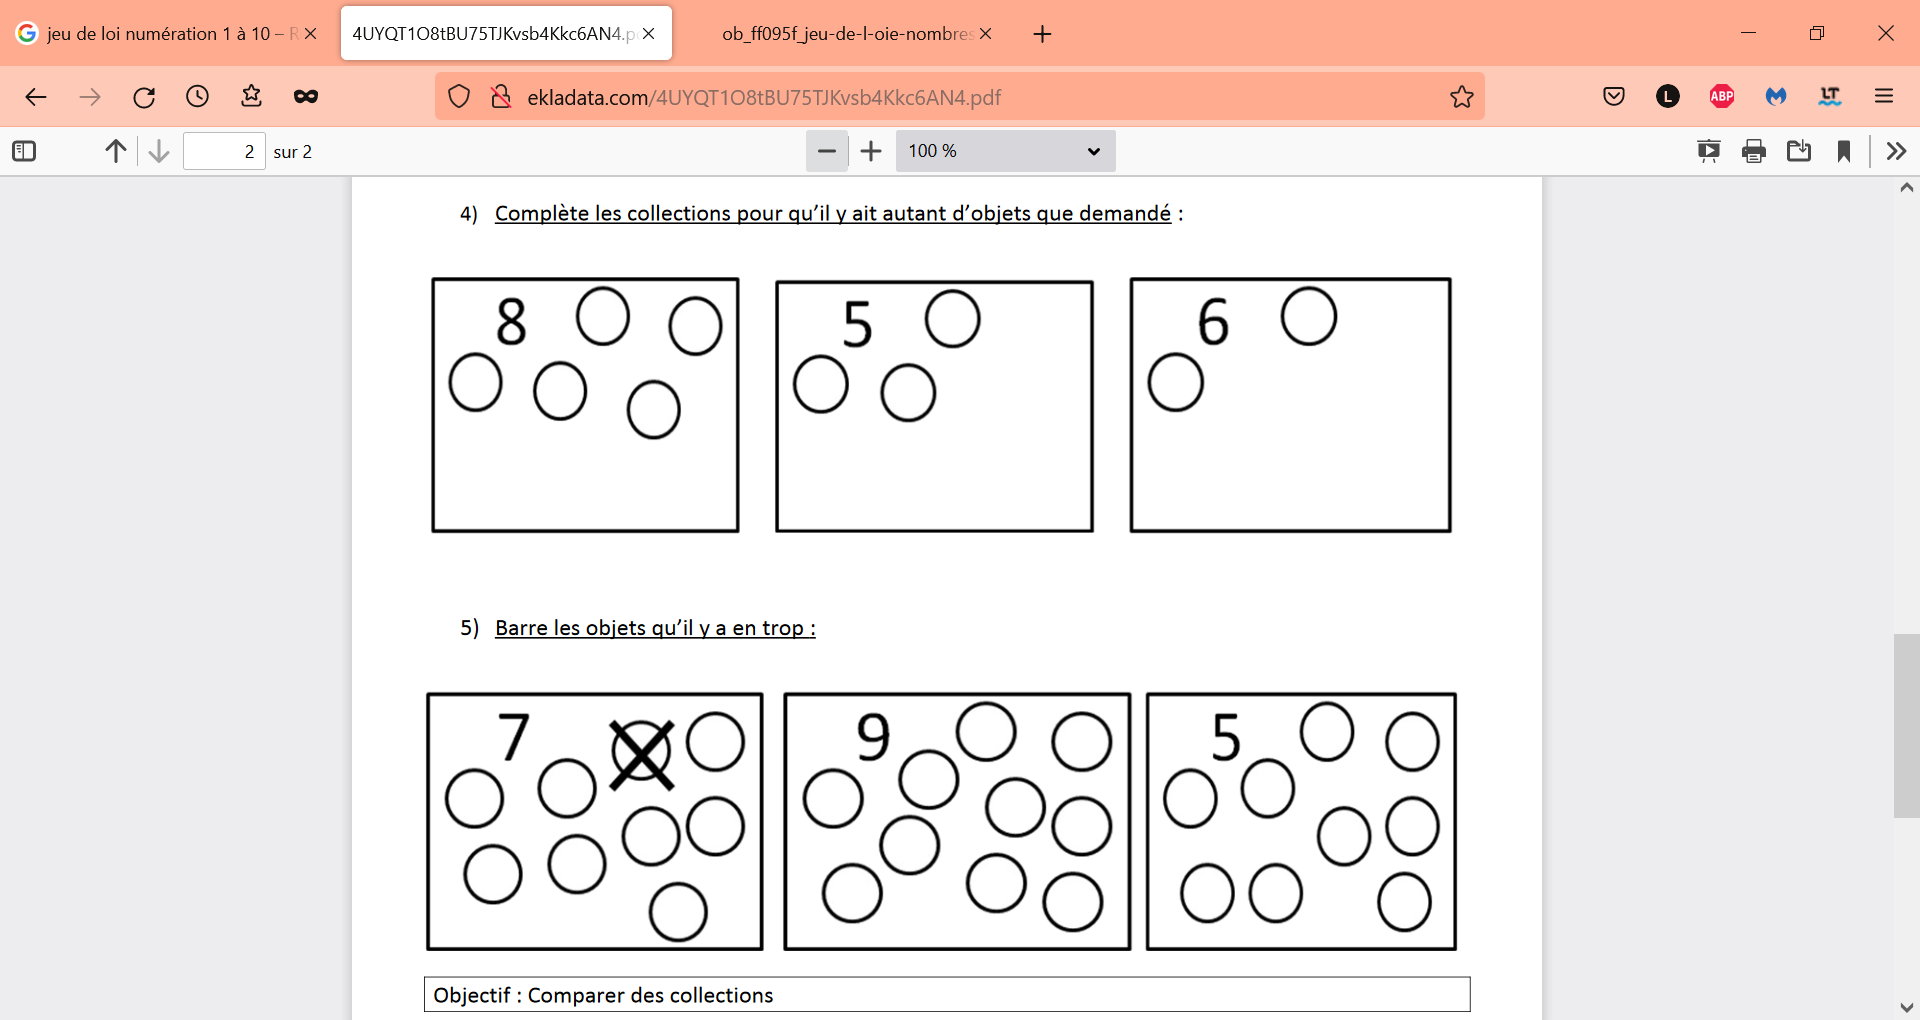 jeu de loi numération 1 à 10 – R
4UYQT1O8tBU75TJKvsb4Kkc6AN4.p
ob_ff095f_jeu-de-l-oie-nombres
ekladata.com/4UYQT1O8tBU75TJKvsb4Kkc6AN4.pdf
L
ABP
LT
2 sur 2
100 %
4) Complète les collections pour qu’il y ait autant d’objets que demandé :
8 5 6
5) Barre les objets qu’il y a en trop :
7 9 5
Objectif : Comparer des collections